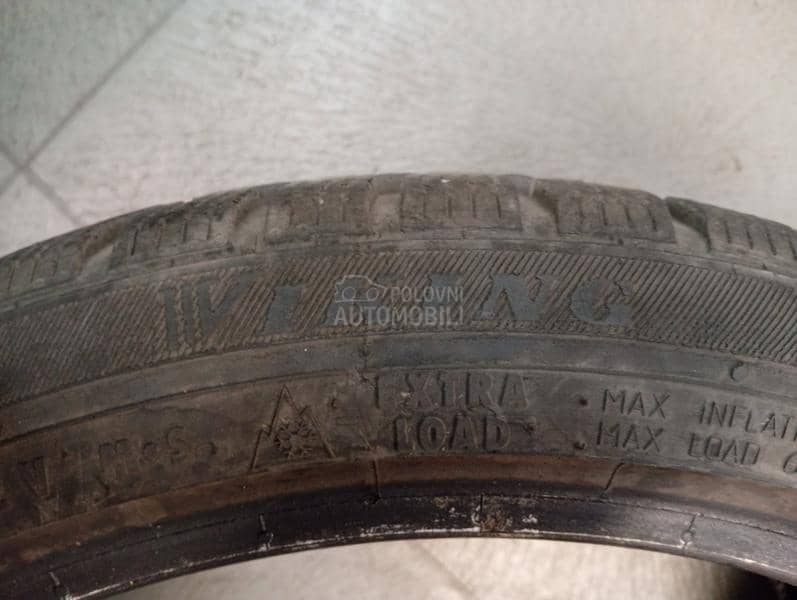 VIKING
POLOVNI
AUTOMOBILI
EXTRA
LOAD
MAX INFLAT
MAX LOAD
M+S